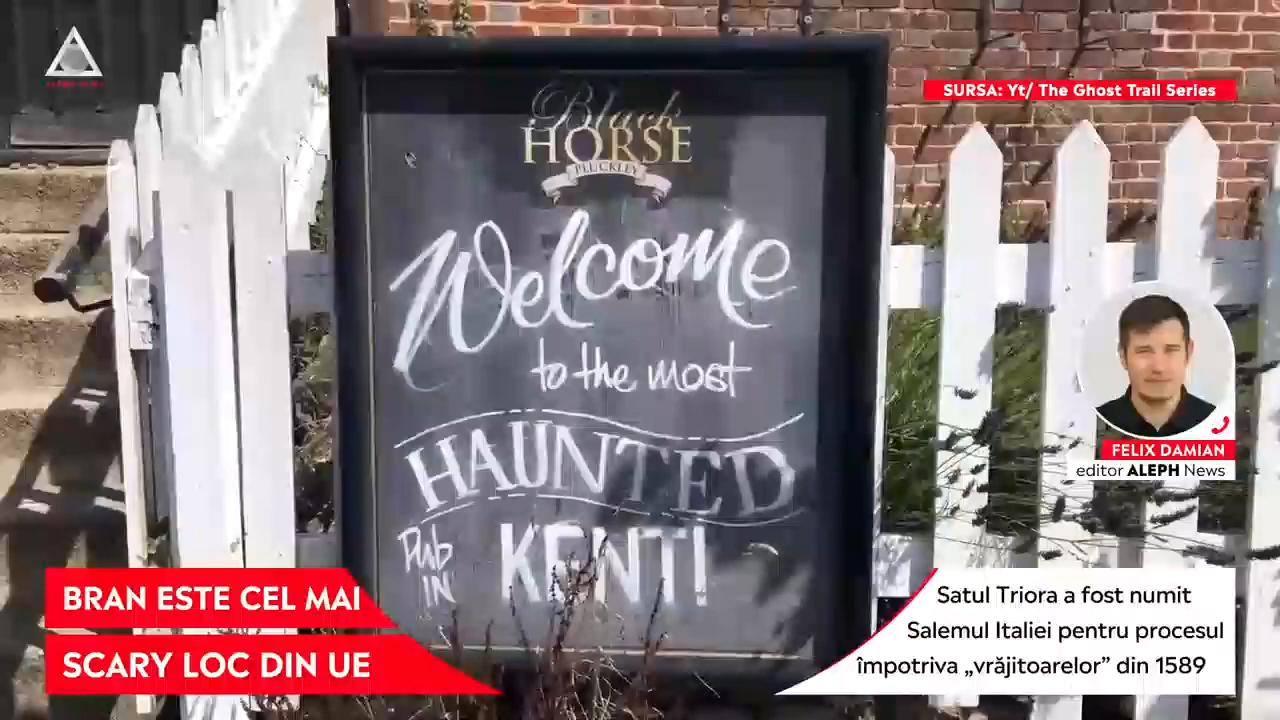 SURSA: Yt/ The Ghost Trail Series
Black
HORSE
PLUCKLEY
Welcome
to the most
HAUNTED
Pub
IN
KENT!
FELIX DAMIAN
editor ALEPH News
BRAN ESTE CEL MAI
SCARY LOC DIN UE
Satul Triora a fost numit
Salemul Italiei pentru procesul
împotriva „vrăjitoarelor” din 1589